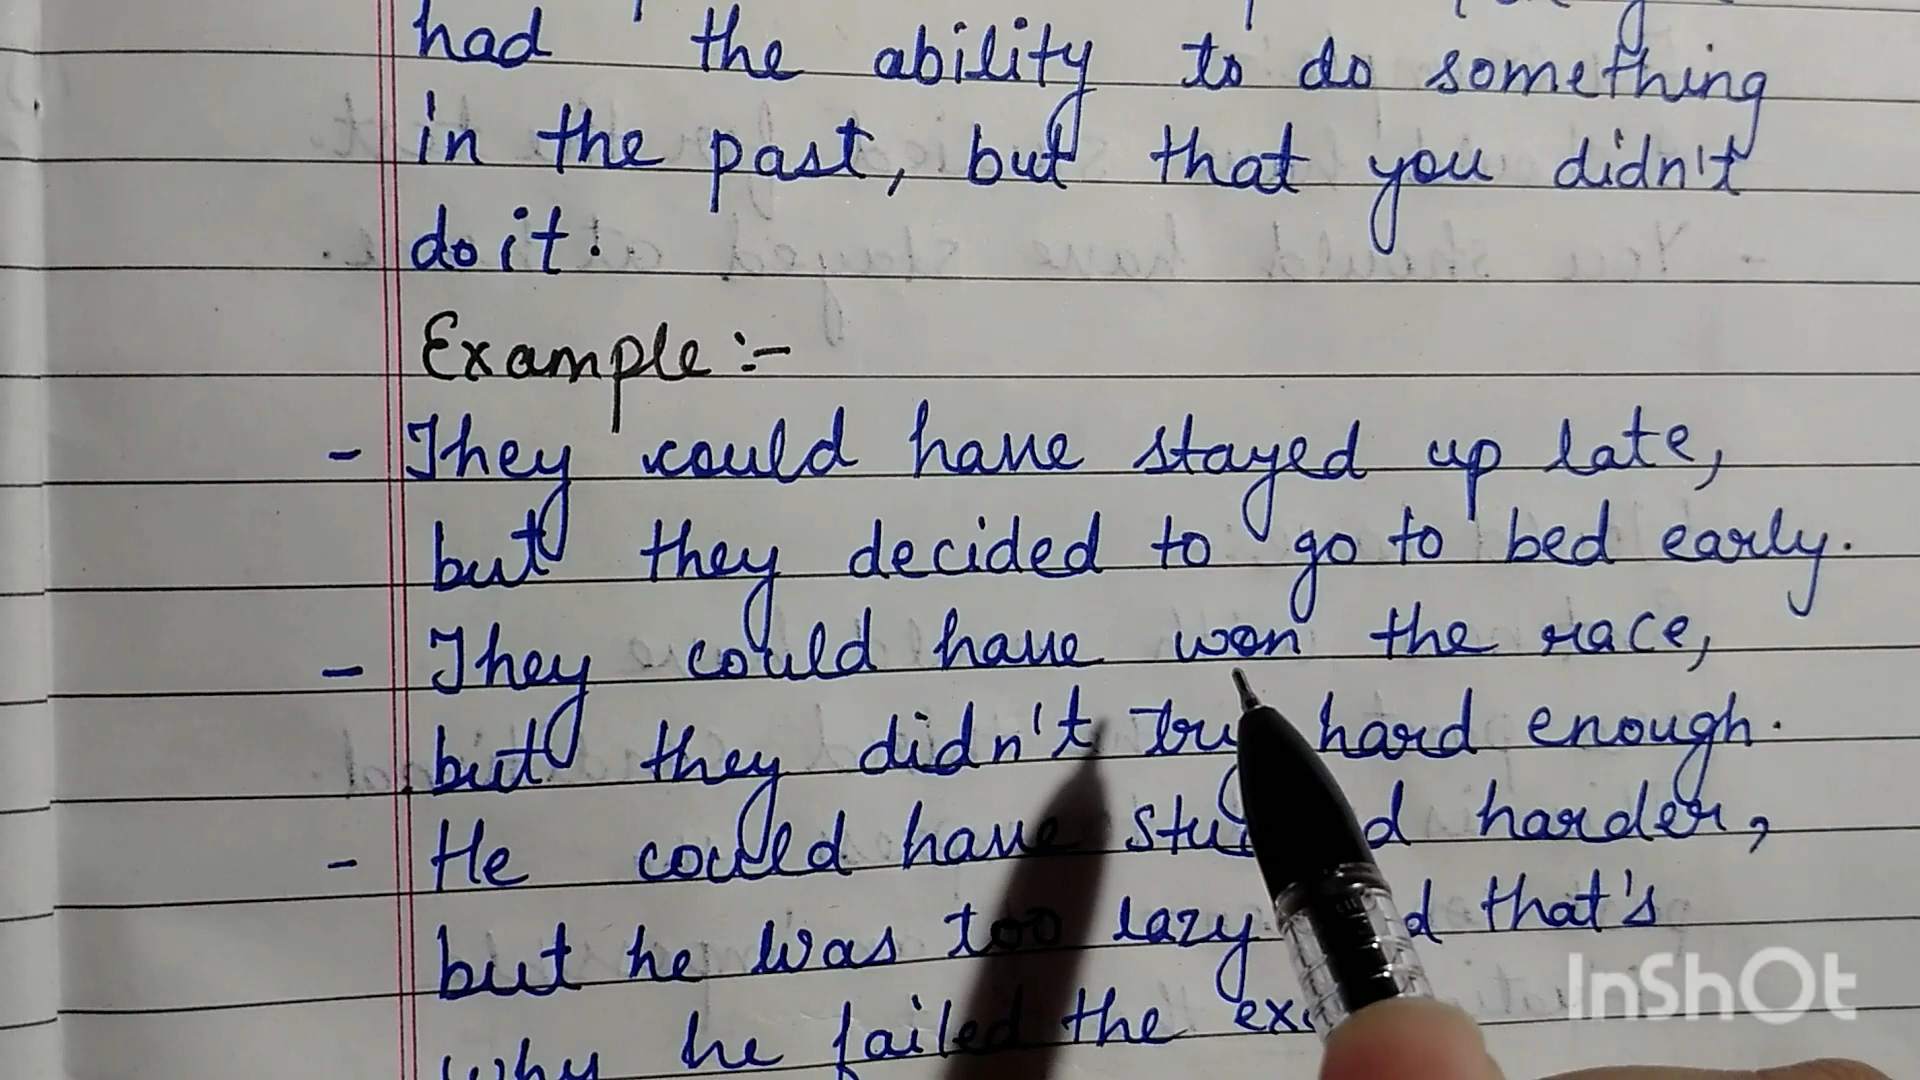 had the ability to do something
in the past, but that you didn't
do it.
Example:-
- They could have stayed up late,
but they decided to go to bed early.
- They could have won the race,
but they didn't try hard enough.
- He could have harder,
but he was too lazy that's
why he failed the
InShOt